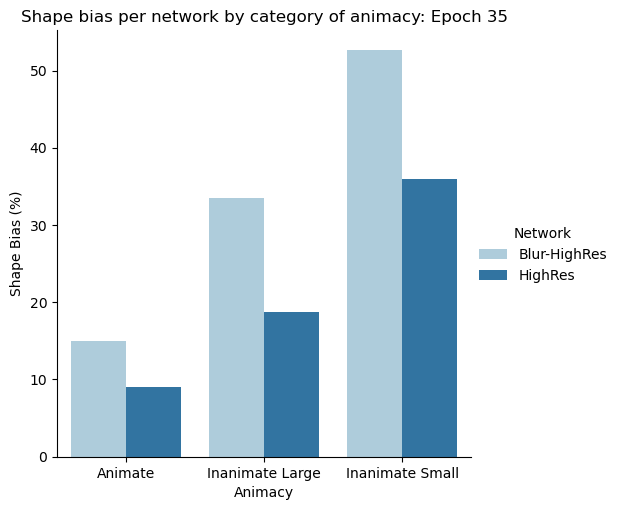 Shape bias per network by category of animacy: Epoch 35
50
40
30
20
10
0
Shape Bias (%)
Animate
Inanimate Large
Inanimate Small
Animacy
Network
Blur-HighRes
HighRes